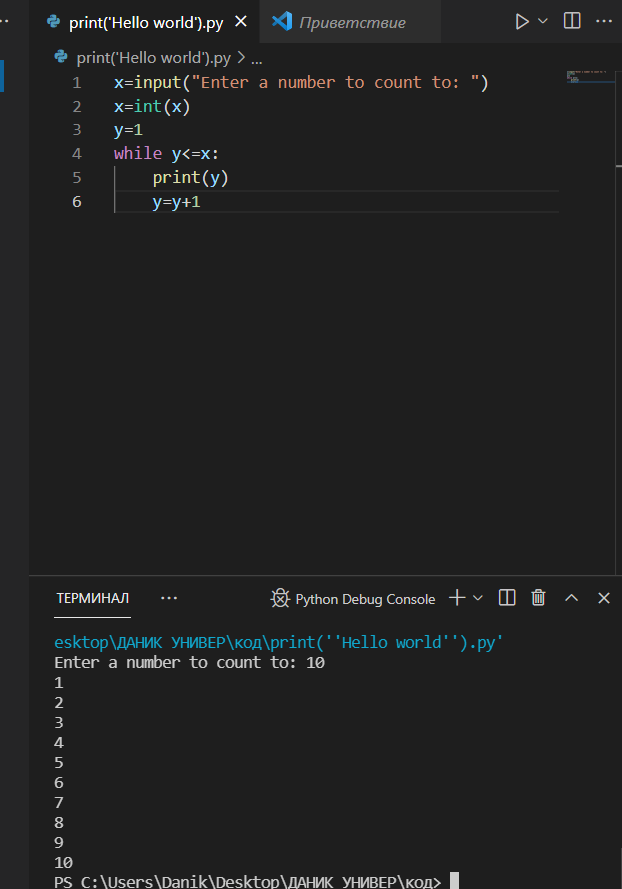 print('Hello world').py Приветствие
print('Hello world').py > ...
1 x=input("Enter a number to count to: ")
2 x=int(x)
3 y=1
4 while y<=x:
5     print(y)
6     y=y+1
ТЕРМИНАЛ ... Python Debug Console
esktop\ДАНИК УНИВЕР\код\print(''Hello world'').py'
Enter a number to count to: 10
1
2
3
4
5
6
7
8
9
10
PS C:\Users\Danik\Desktop\ДАНИК УНИВЕР\код>